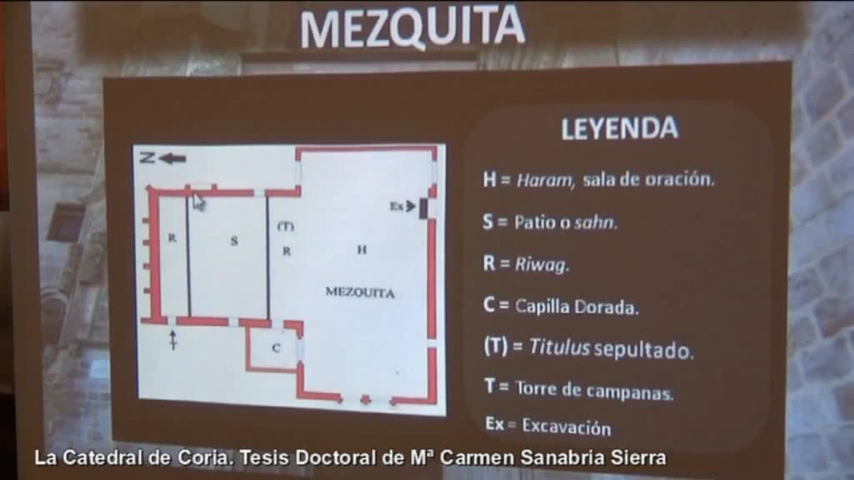 MEZQUITA
N
R
S
(T)
R
H
MEZQUITA
Ex
C
T
LEYENDA
H = Haram, sala de oración.
S = Patio o sahn.
R = Riwag.
C = Capilla Dorada.
(T) = Titulus sepultado.
T = Torre de campanas.
Ex = Excavación
La Catedral de Coria. Tesis Doctoral de Mª Carmen Sanabria Sierra